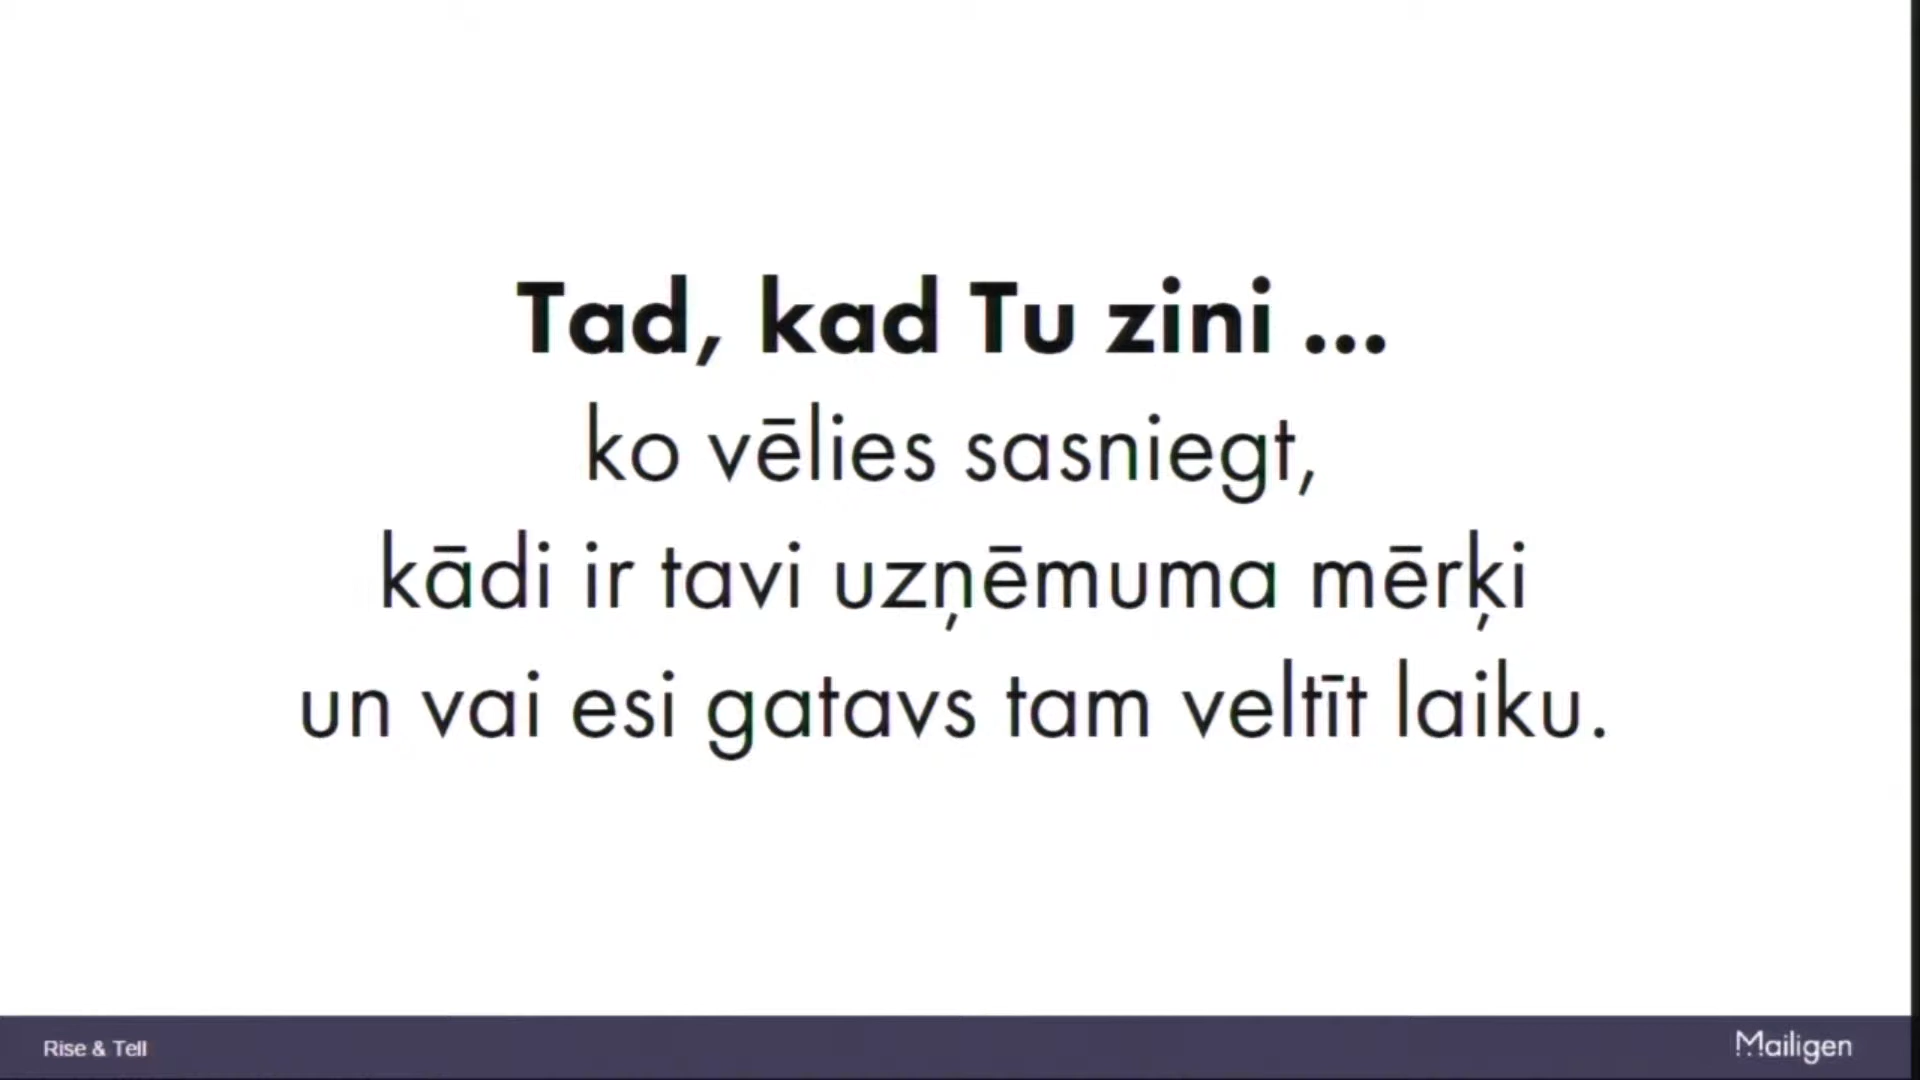 Tad, kad Tu zini ...
ko vēlies sasniegt,
kādi ir tavi uzņēmuma mērķi
un vai esi gatavs tam veltīt laiku.
Rise & Tell
Mailigen